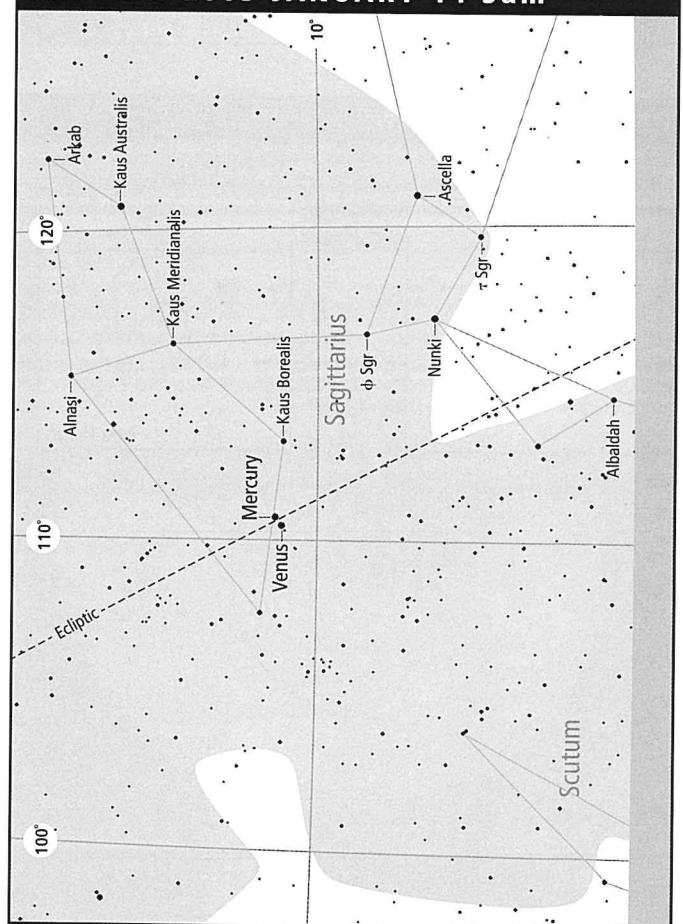 JANUARY
10°
Arkab
Kaus Australis
Ascella
120°
τ Sgr
Kaus Meridianalis
Sagittarius
ϕ Sgr
Nunki
Alnasi
Kaus Borealis
Albaldah
Mercury
110°
Venus
Ecliptic
Scutum
100°